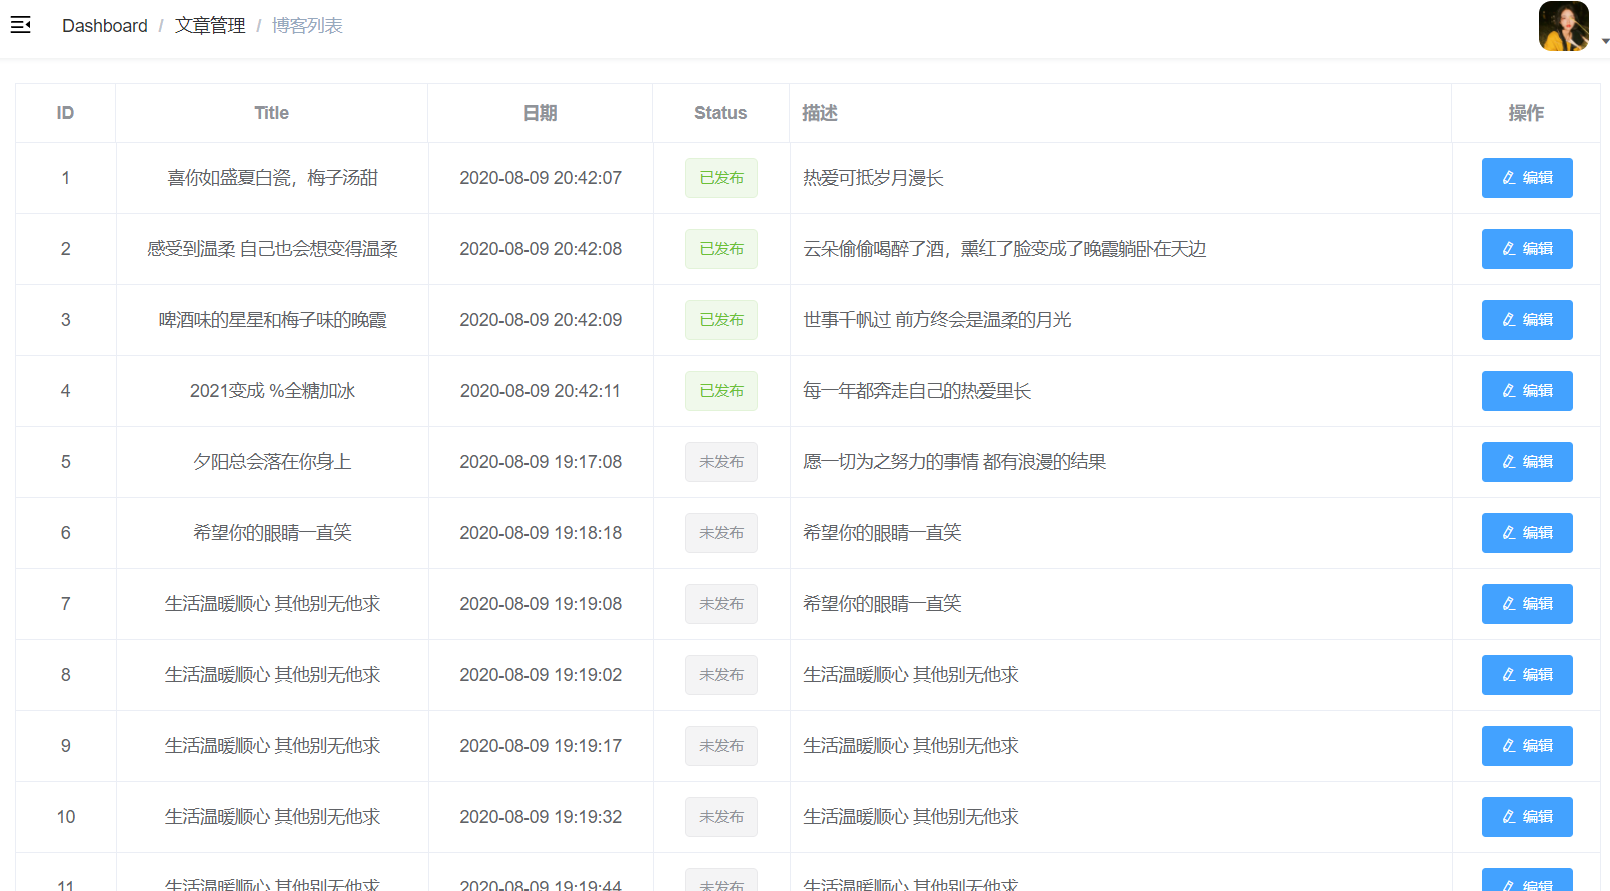 Dashboard / 文章管理 / 博客列表
ID Title 日期 Status 描述 操作
1 喜你如盛夏白瓷，梅子汤甜 2020-08-09 20:42:07 已发布 热爱可抵岁月漫长 编辑
2 感受到温柔 自己也会想变得温柔 2020-08-09 20:42:08 已发布 云朵偷偷喝醉了酒，熏红了脸变成了晚霞躺卧在天边 编辑
3 啤酒味的星星和梅子味的晚霞 2020-08-09 20:42:09 已发布 世事千帆过 前方终会是温柔的月光 编辑
4 2021变成 %全糖加冰 2020-08-09 20:42:11 已发布 每一年都奔走自己的热爱里长 编辑
5 夕阳总会落在你身上 2020-08-09 19:17:08 未发布 愿一切为之努力的事情 都有浪漫的结果 编辑
6 希望你的眼睛一直笑 2020-08-09 19:18:18 未发布 希望你的眼睛一直笑 编辑
7 生活温暖顺心 其他别无他求 2020-08-09 19:19:08 未发布 希望你的眼睛一直笑 编辑
8 生活温暖顺心 其他别无他求 2020-08-09 19:19:02 未发布 生活温暖顺心 其他别无他求 编辑
9 生活温暖顺心 其他别无他求 2020-08-09 19:19:17 未发布 生活温暖顺心 其他别无他求 编辑
10 生活温暖顺心 其他别无他求 2020-08-09 19:19:32 未发布 生活温暖顺心 其他别无他求 编辑
11 生活温暖顺心 其他别无他求 2020-08-09 19:19:44 未发布 生活温暖顺心 其他别无他求 编辑